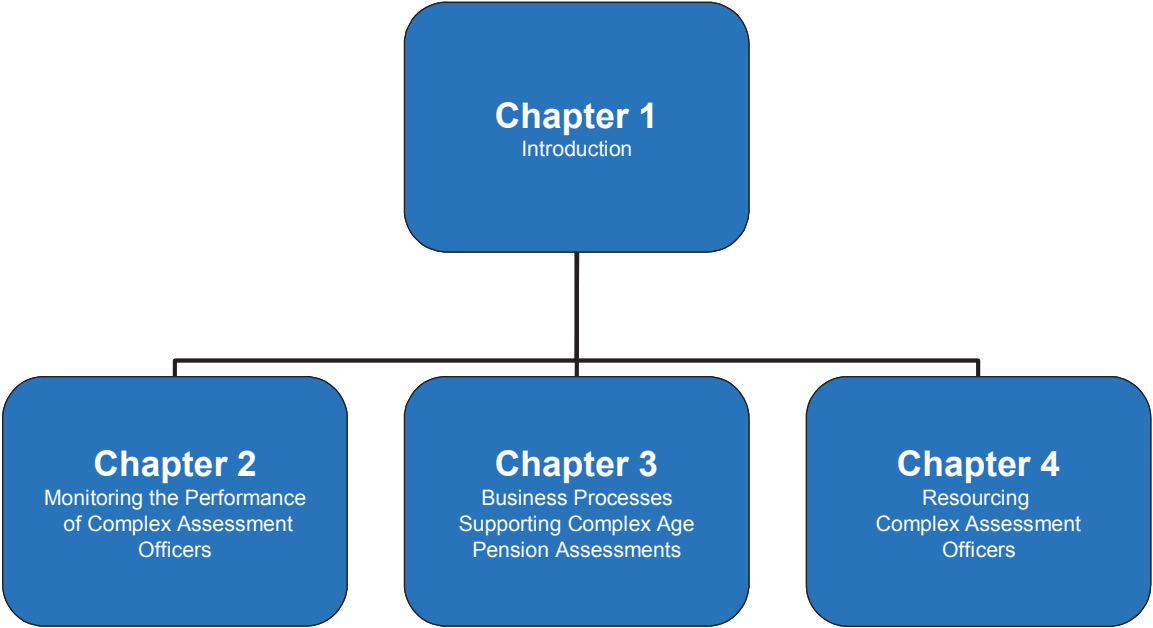 Chapter 1
Introduction
Chapter 2
Monitoring the Performance
of Complex Assessment
Officers
Chapter 3
Business Processes
Supporting Complex Age
Pension Assessments
Chapter 4
Resourcing
Complex Assessment
Officers